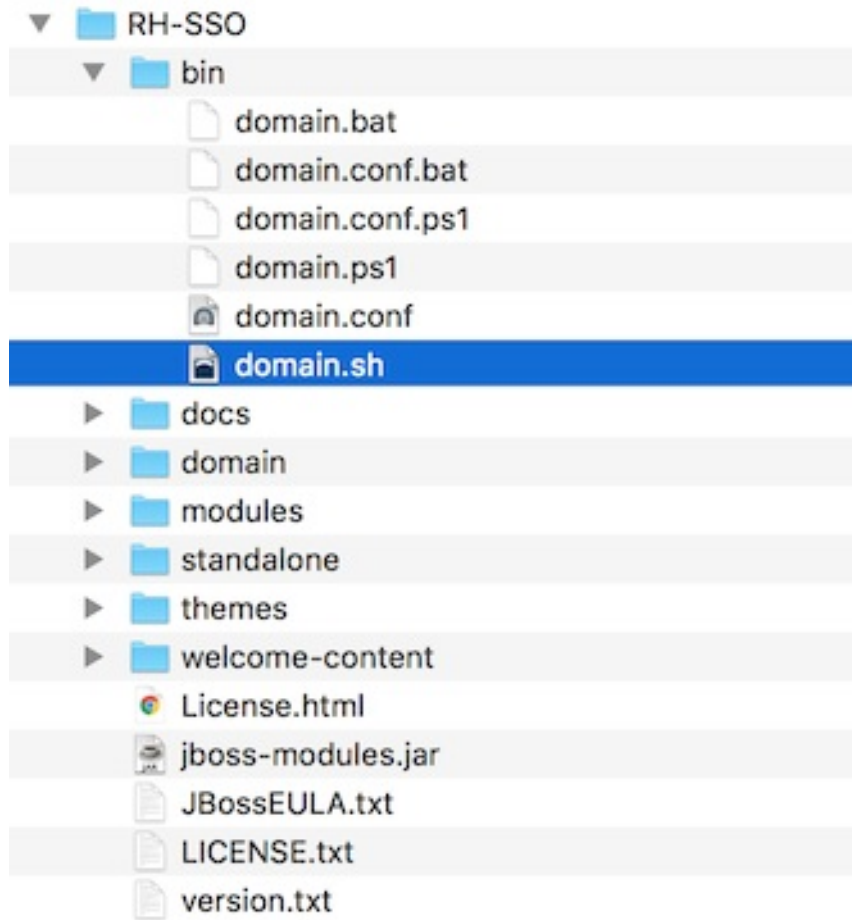 RH-SSO
bin
domain.bat
domain.conf.bat
domain.conf.ps1
domain.ps1
domain.conf
domain.sh
docs
domain
modules
standalone
themes
welcome-content
License.html
jboss-modules.jar
JBossEULA.txt
LICENSE.txt
version.txt